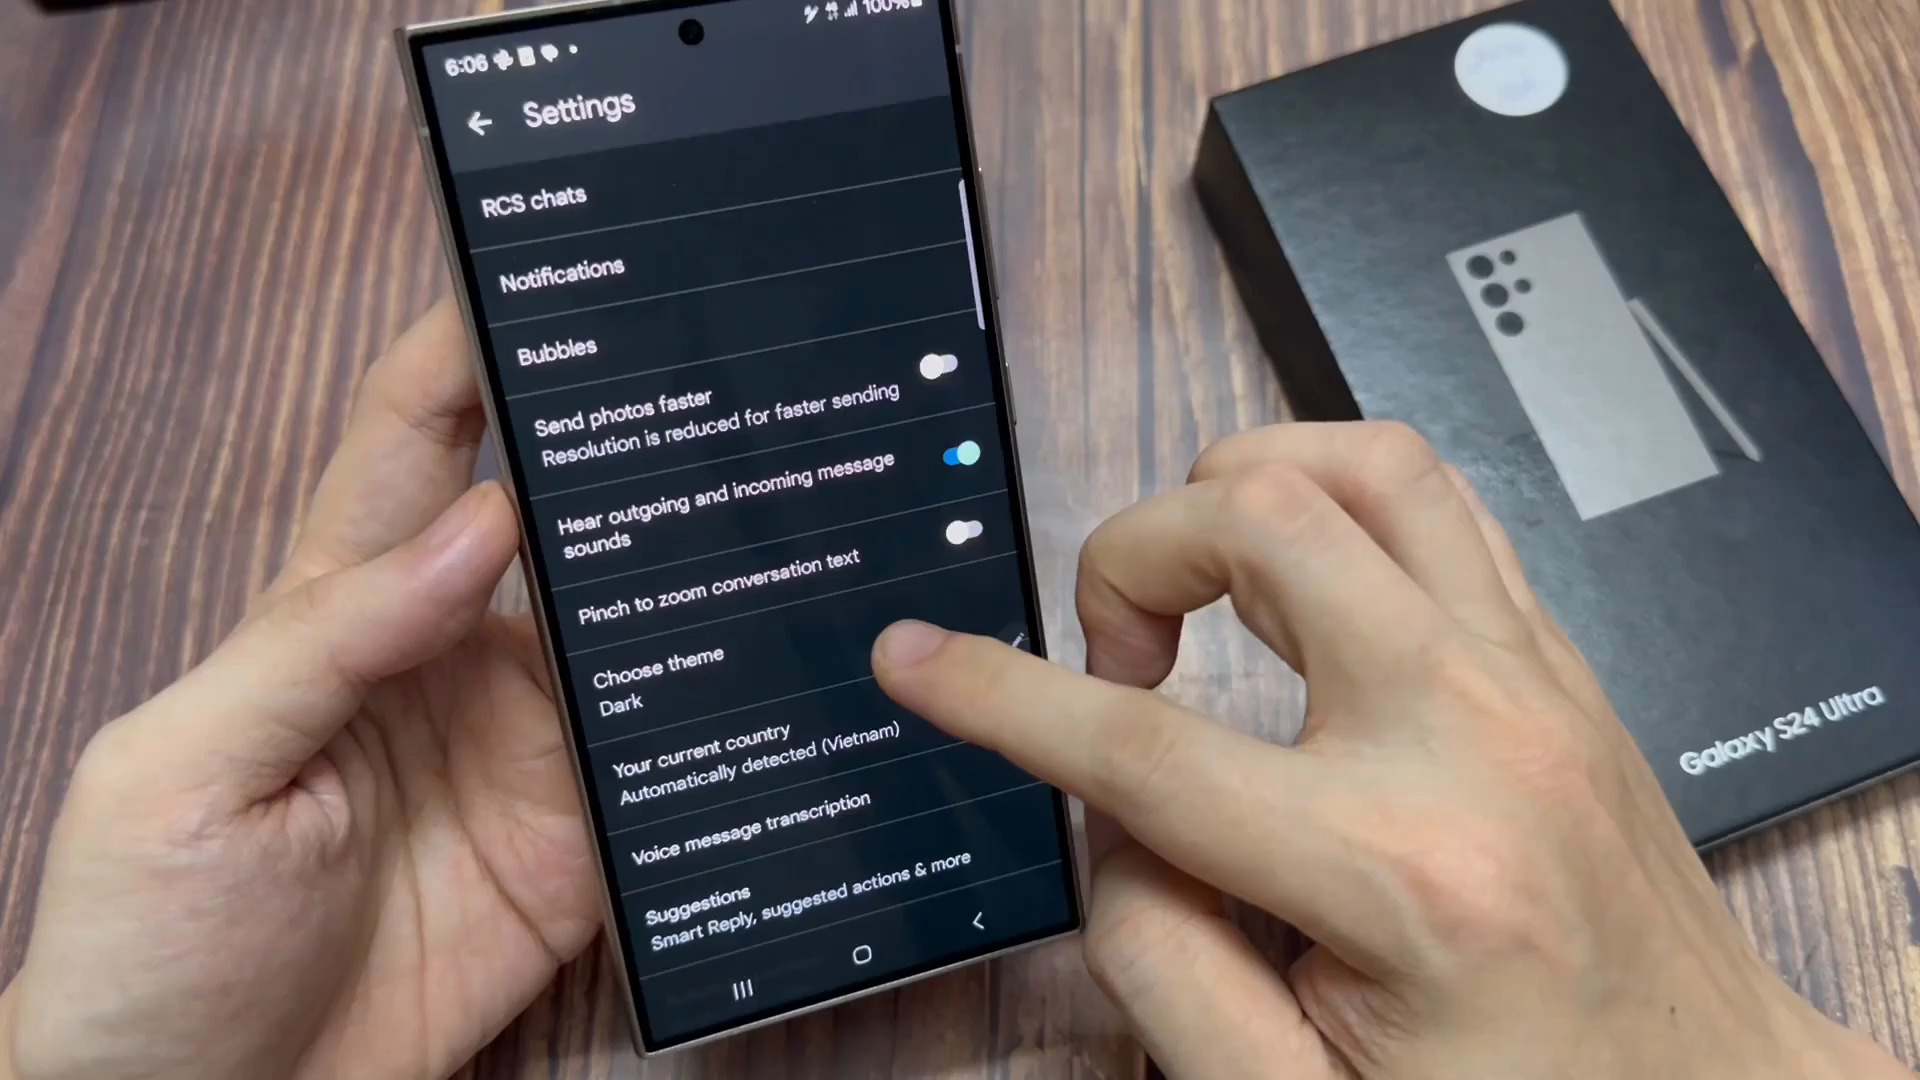 6:06
100%
Settings
RCS chats
Notifications
Bubbles
Send photos faster
Resolution is reduced for faster sending
Hear outgoing and incoming message
sounds
Pinch to zoom conversation text
Choose theme
Dark
Your current country
Automatically detected (Vietnam)
Voice message transcription
Suggestions
Smart Reply, suggested actions & more
Galaxy S24 Ultra